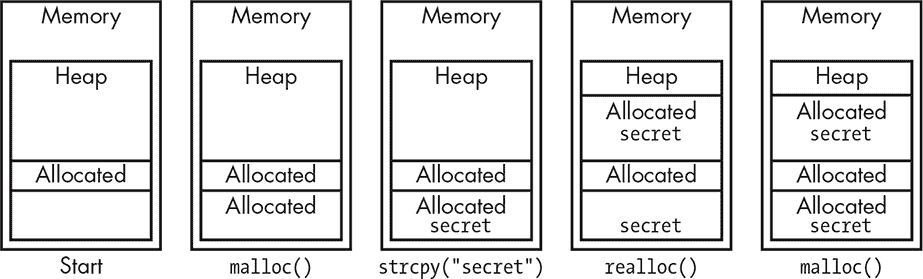 Memory
Heap
Allocated
Start
Memory
Heap
Allocated
Allocated
malloc()
Memory
Heap
Allocated
Allocated
secret
strcpy("secret")
Memory
Heap
Allocated
secret
Allocated
secret
realloc()
Memory
Heap
Allocated
secret
Allocated
Allocated
secret
malloc()